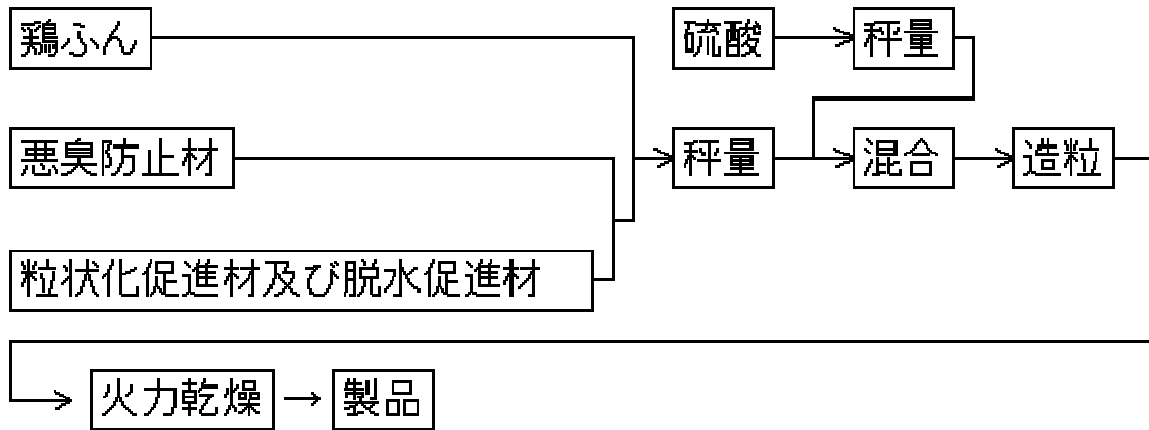 鶏ふん
硫酸
秤量
悪臭防止材
秤量
混合
造粒
粒状化促進材及び脱水促進材
火力乾燥
製品